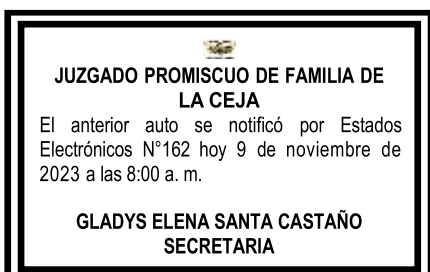 JUZGADO PROMISCUO DE FAMILIA DE
LA CEJA
El anterior auto se notificó por Estados
Electrónicos N°162 hoy 9 de noviembre de
2023 a las 8:00 a. m.
GLADYS ELENA SANTA CASTAÑO
SECRETARIA